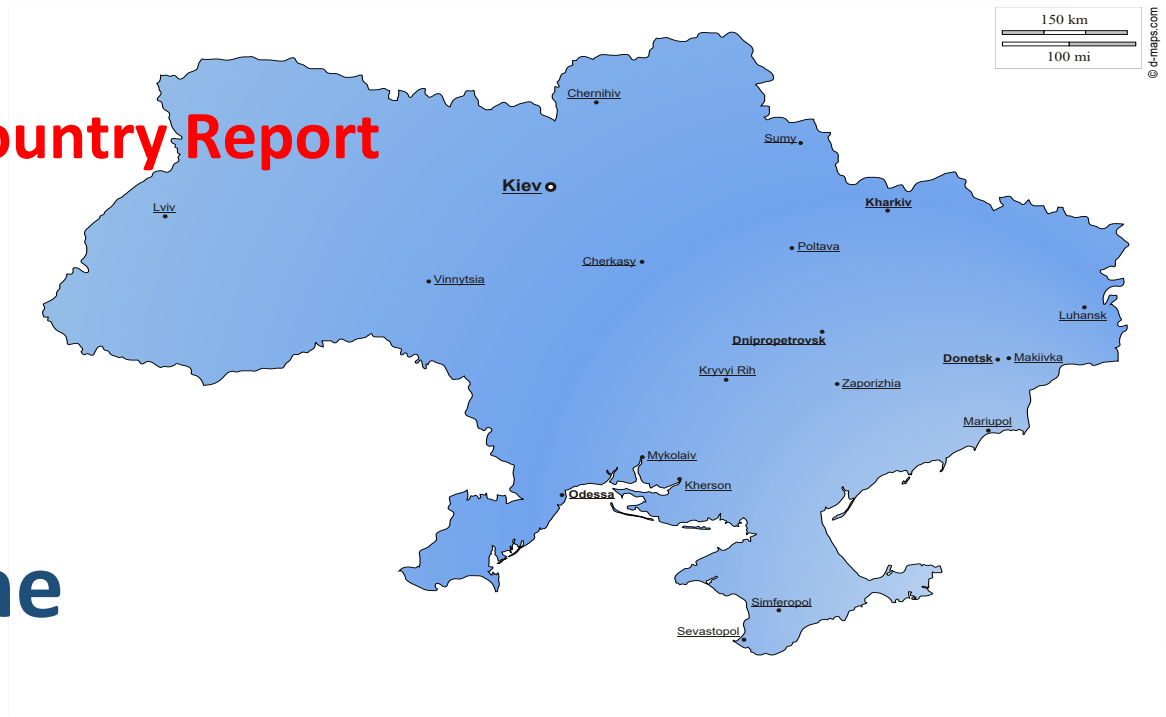 150 km
100 mi
© d-maps.com
Chernihiv
ountry Report
Sumy
Kiev
Kharkiv
Lviv
Poltava
Cherkasy
Vinnytsia
Luhansk
Dnipropetrovsk
Donetsk
Makiivka
Kryvyi Rih
Zaporizhia
Mariupol
Mykolaiv
Kherson
Odessa
ne
Simferopol
Sevastopol